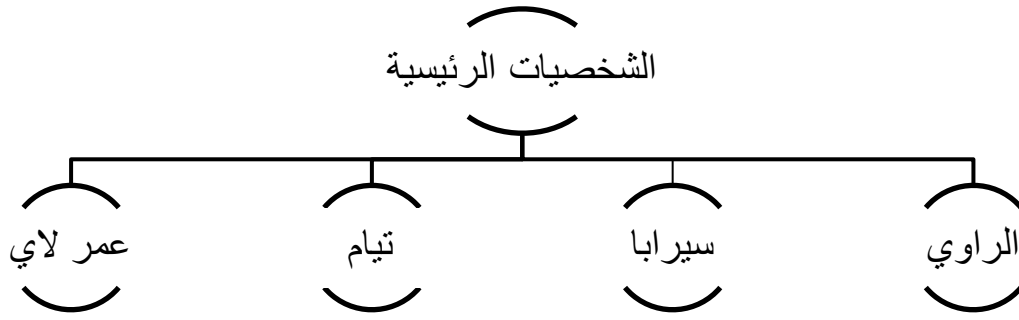 الشخصيات الرئيسية
الراوي
سيرابا
تيام
عمر لاي